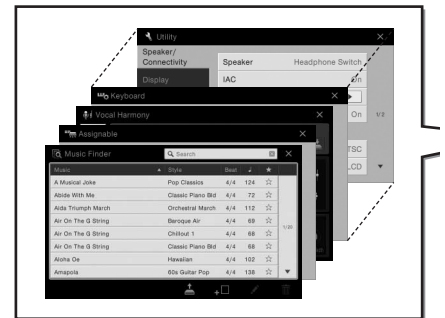 Utility
Speaker/
Connectivity
Speaker Headphone Switch
Display
IAC On
Keyboard
On 1/2
Vocal Harmony
Assignable
TSC
LCD
Music Finder Search
Music Style Beat ★
A Musical Joke Pop Classics 4/4 124 ☆
Abide With Me Classic Piano Bld 4/4 72 ☆
Aida Triumph March Orchestral March 4/4 112 ☆
Air On The G String Baroque Air 4/4 69 ☆
Air On The G String Chillout 1 4/4 68 ☆
Air On The G String Classic Piano Bld 4/4 66 ☆
Aloha Oe Hawaiian 4/4 102 ☆
Amapola 60s Guitar Pop 4/4 138 ☆